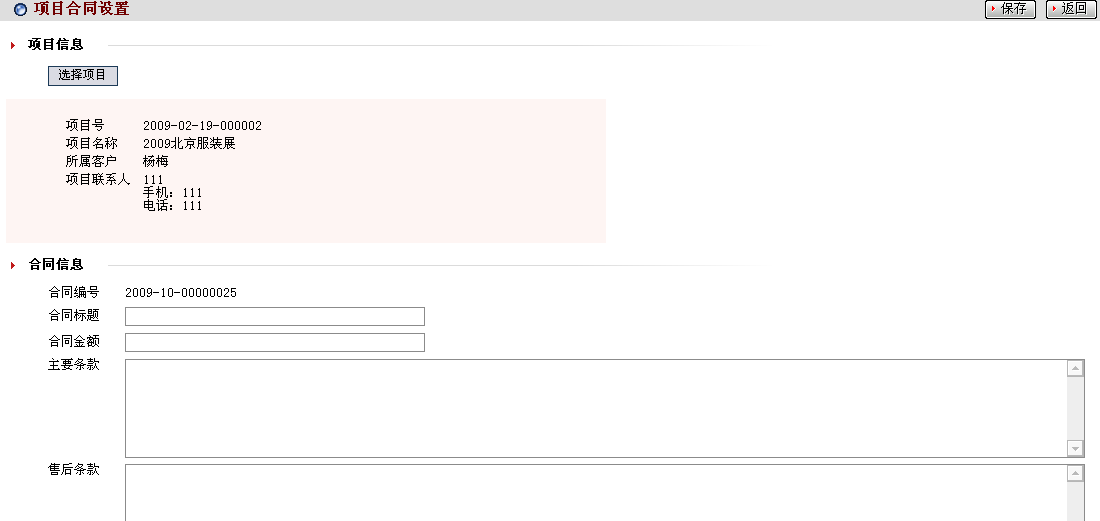 项目合同设置 保存 返回
项目信息
选择项目
项目号 2009-02-19-000002
项目名称 2009北京服装展
所属客户 杨梅
项目联系人 111
手机：111
电话：111
合同信息
合同编号 2009-10-00000025
合同标题
合同金额
主要条款
售后条款